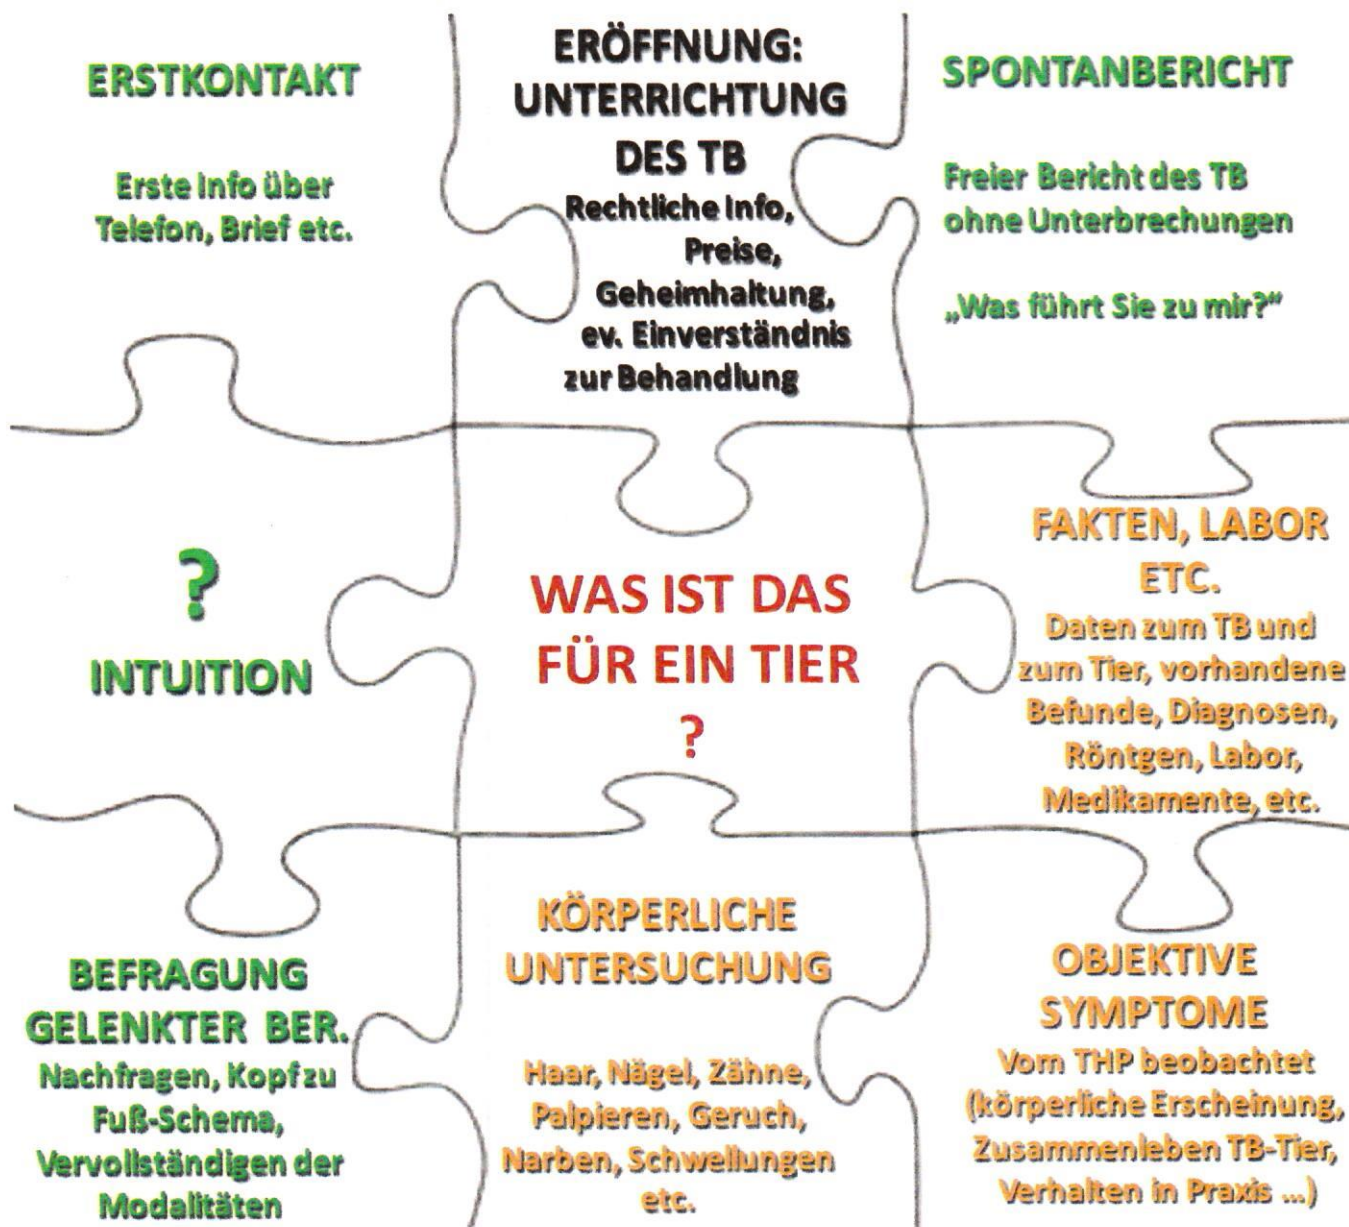 ERSTKONTAKT
Erste Info über
Telefon, Brief etc.
ERÖFFNUNG:
UNTERRICHTUNG
DES TB
Rechtliche Info,
Preise,
Geheimhaltung,
ev. Einverständnis
zur Behandlung
SPONTANBERICHT
Freier Bericht des TB
ohne Unterbrechungen
„Was führt Sie zu mir?“
?
INTUITION
WAS IST DAS
FÜR EIN TIER
?
FAKTEN, LABOR
ETC.
Daten zum TB und
zum Tier, vorhandene
Befunde, Diagnosen,
Röntgen, Labor,
Medikamente, etc.
BEFRAGUNG
GELENKTER BER.
Nachfragen, Kopf zu
Fuß-Schema,
Vervollständigen der
Modalitäten
KÖRPERLICHE
UNTERSUCHUNG
Haar, Nägel, Zähne,
Palpieren, Geruch,
Narben, Schwellungen
etc.
OBJEKTIVE
SYMPTOME
Vom THP beobachtet
(körperliche Erscheinung,
Zusammenleben TB-Tier,
Verhalten in Praxis ...)